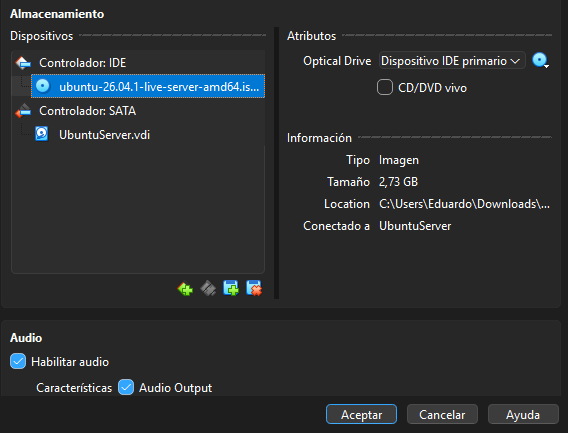 Almacenamiento
Dispositivos
Controlador: IDE
ubuntu-26.04.1-live-server-amd64.is...
Controlador: SATA
UbuntuServer.vdi
Atributos
Optical Drive Dispositivo IDE primario
CD/DVD vivo
Información
Tipo Imagen
Tamaño 2,73 GB
Location C:\Users\Eduardo\Downloads\...
Conectado a UbuntuServer
Audio
Habilitar audio
Características Audio Output
Aceptar Cancelar Ayuda